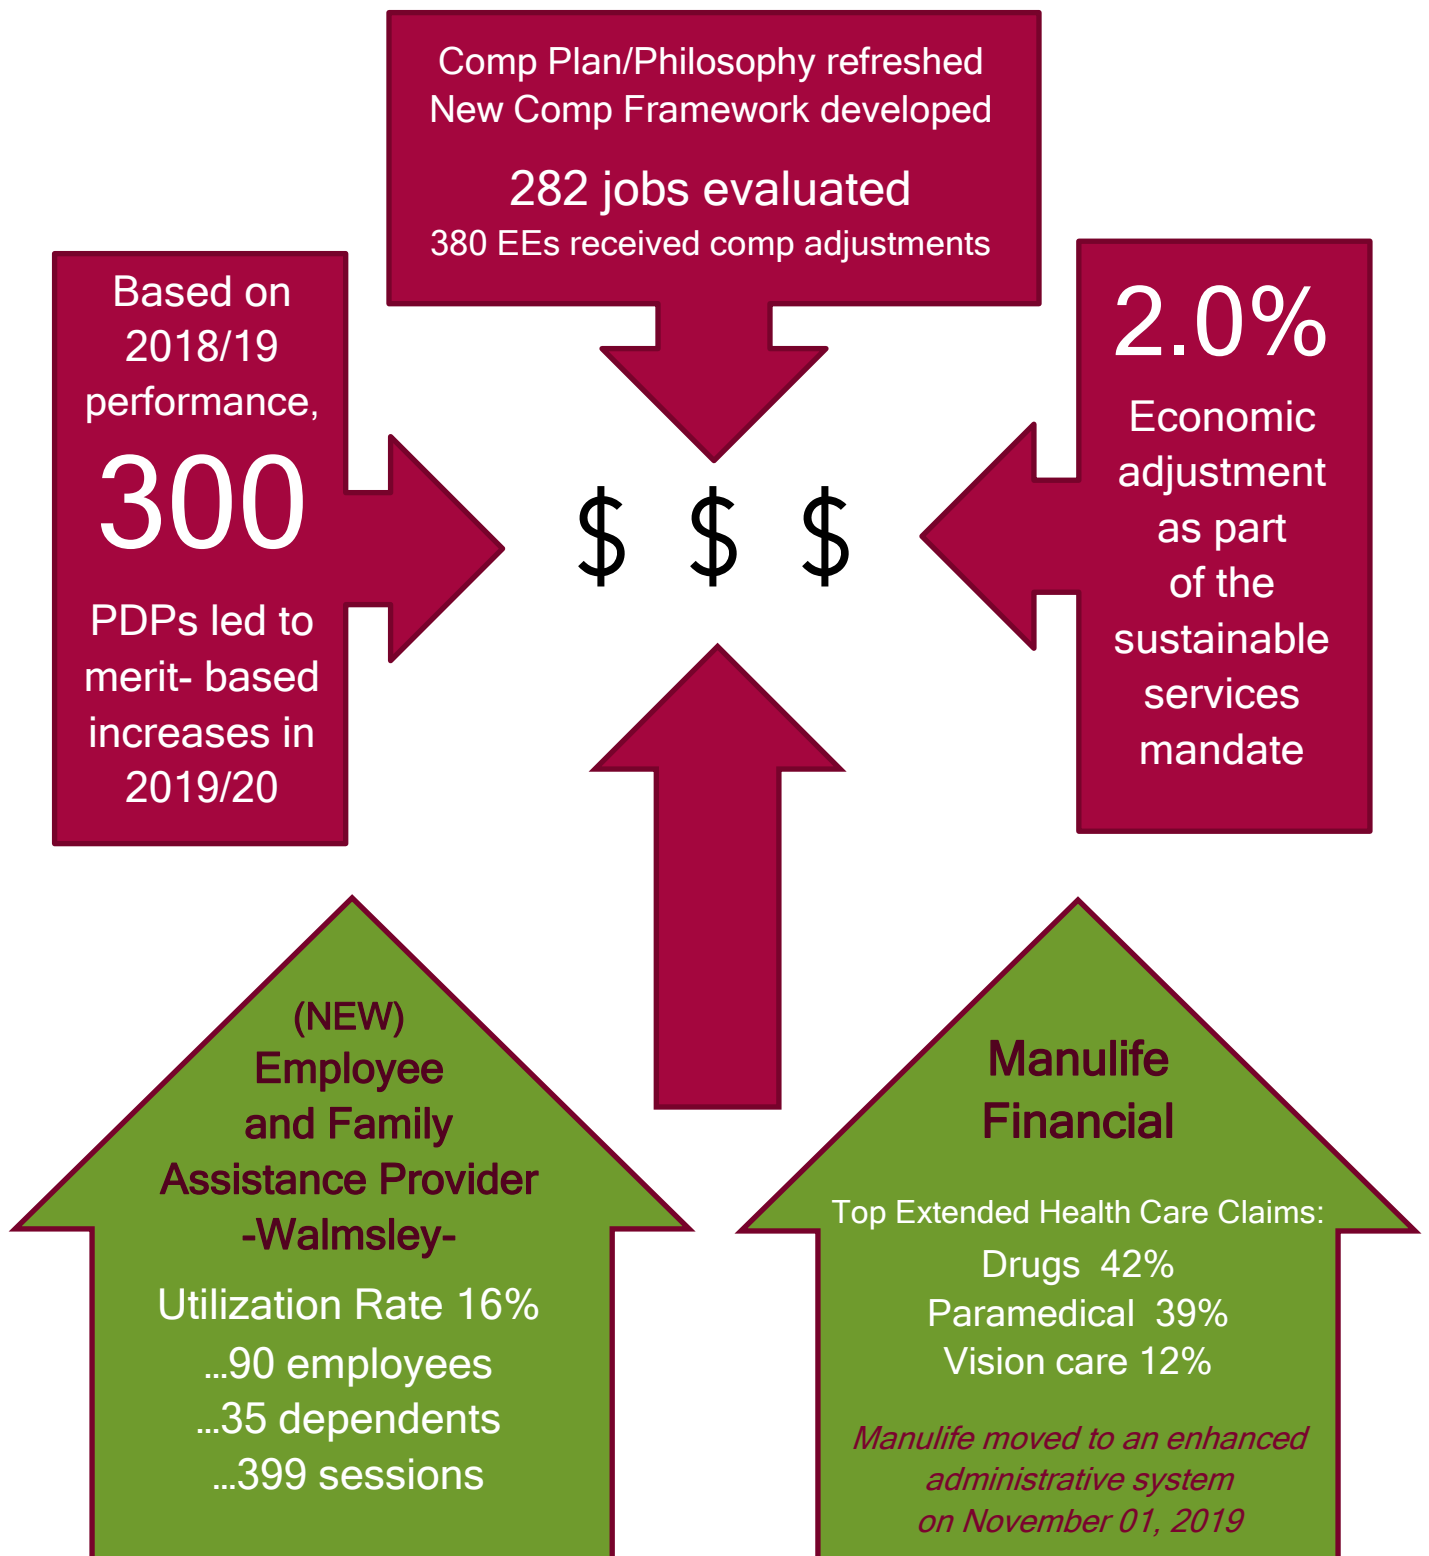 Comp Plan/Philosophy refreshed
New Comp Framework developed
282 jobs evaluated
380 EEs received comp adjustments
Based on
2018/19
performance,
300
PDPs led to
merit- based
increases in
2019/20
2.0%
Economic
adjustment
as part
of the
sustainable
services
mandate
$ $ $
(NEW)
Employee
and Family
Assistance Provider
-Walmsley-
Utilization Rate 16%
...90 employees
...35 dependents
...399 sessions
Manulife
Financial
Top Extended Health Care Claims:
Drugs  42%
Paramedical  39%
Vision care 12%
Manulife moved to an enhanced
administrative system
on November 01, 2019